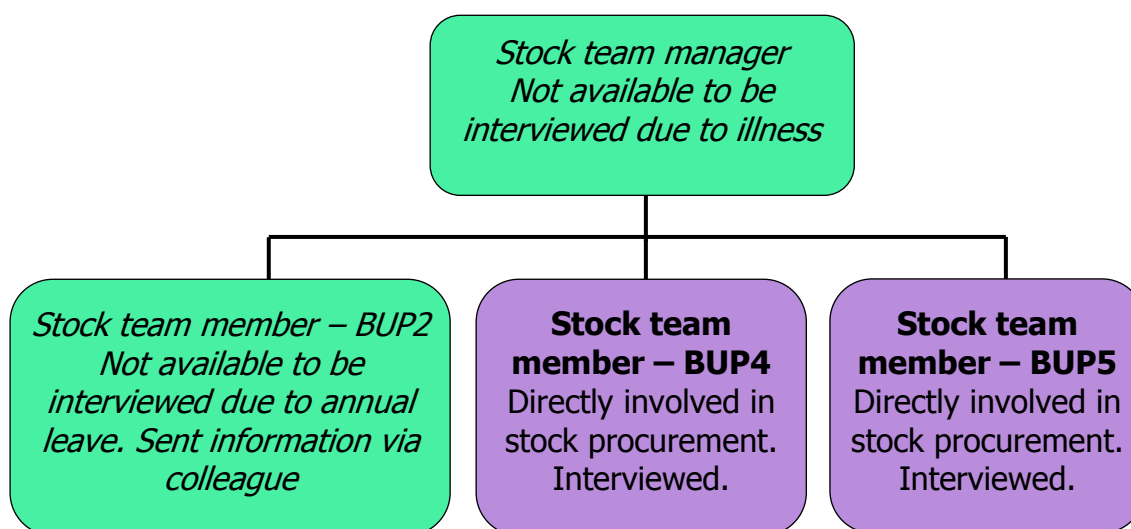 Stock team manager
Not available to be
interviewed due to illness
Stock team member – BUP2
Not available to be
interviewed due to annual
leave. Sent information via
colleague
Stock team
member – BUP4
Directly involved in
stock procurement.
Interviewed.
Stock team
member – BUP5
Directly involved in
stock procurement.
Interviewed.